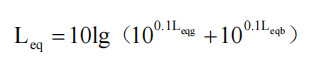 L_eq = 10lg（10^{0.1L_eqg} + 10^{0.1L_eqb}）